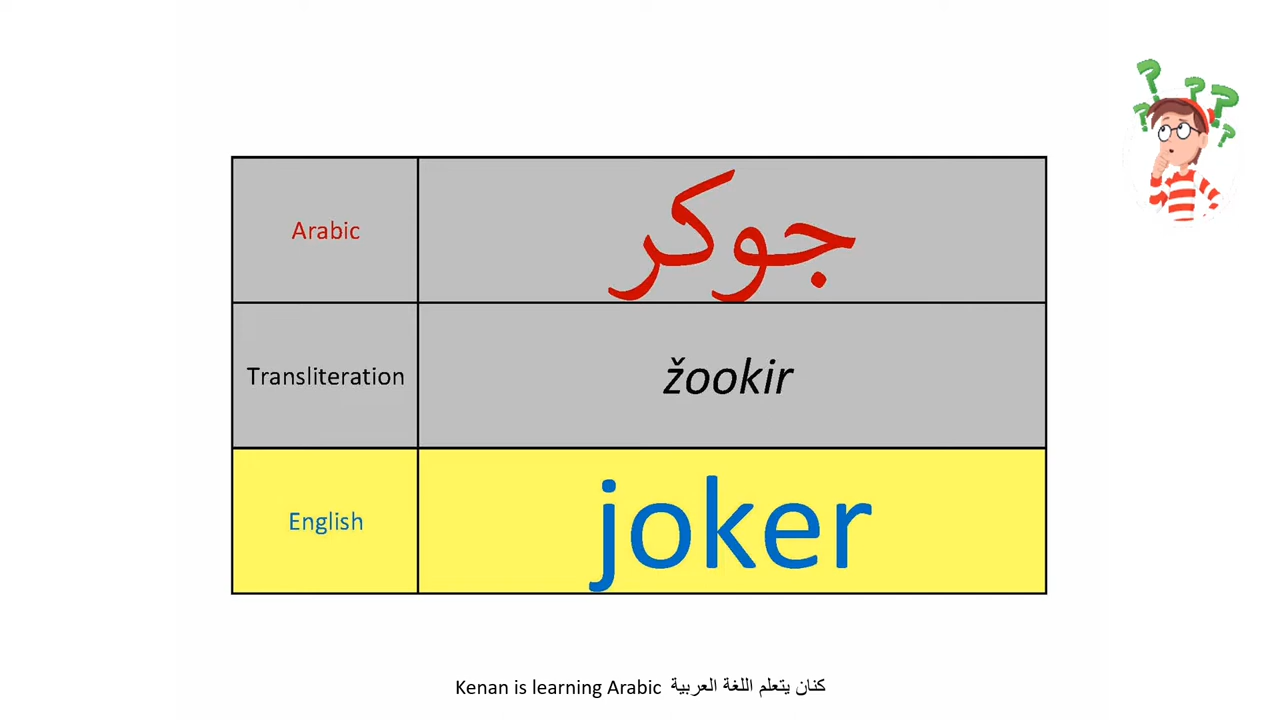 Arabic جوكر
Transliteration žookir
English joker
Kenan is learning Arabic كنان يتعلم اللغة العربية